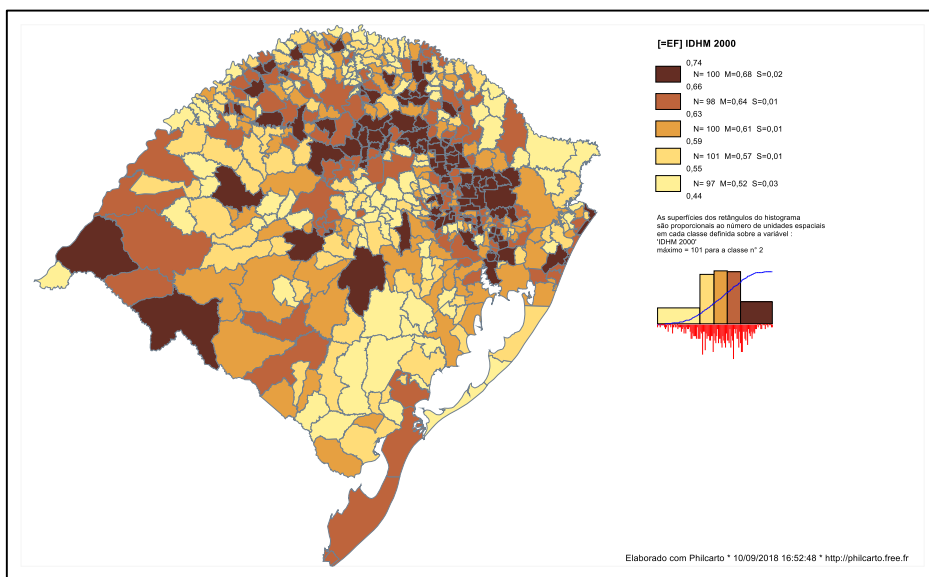 [=EF] IDHM 2000
0,74
N= 100 M=0,68 S=0,02
0,66
N= 98 M=0,64 S=0,01
0,63
N= 100 M=0,61 S=0,01
0,59
N= 101 M=0,57 S=0,01
0,55
N= 97 M=0,52 S=0,03
0,44
As superfícies dos retângulos do histograma
são proporcionais ao número de unidades espaciais
em cada classe definida sobre a variável :
'IDHM 2000'
máximo = 101 para a classe n° 2
Elaborado com Philcarto * 10/09/2018 16:52:48 * http://philcarto.free.fr